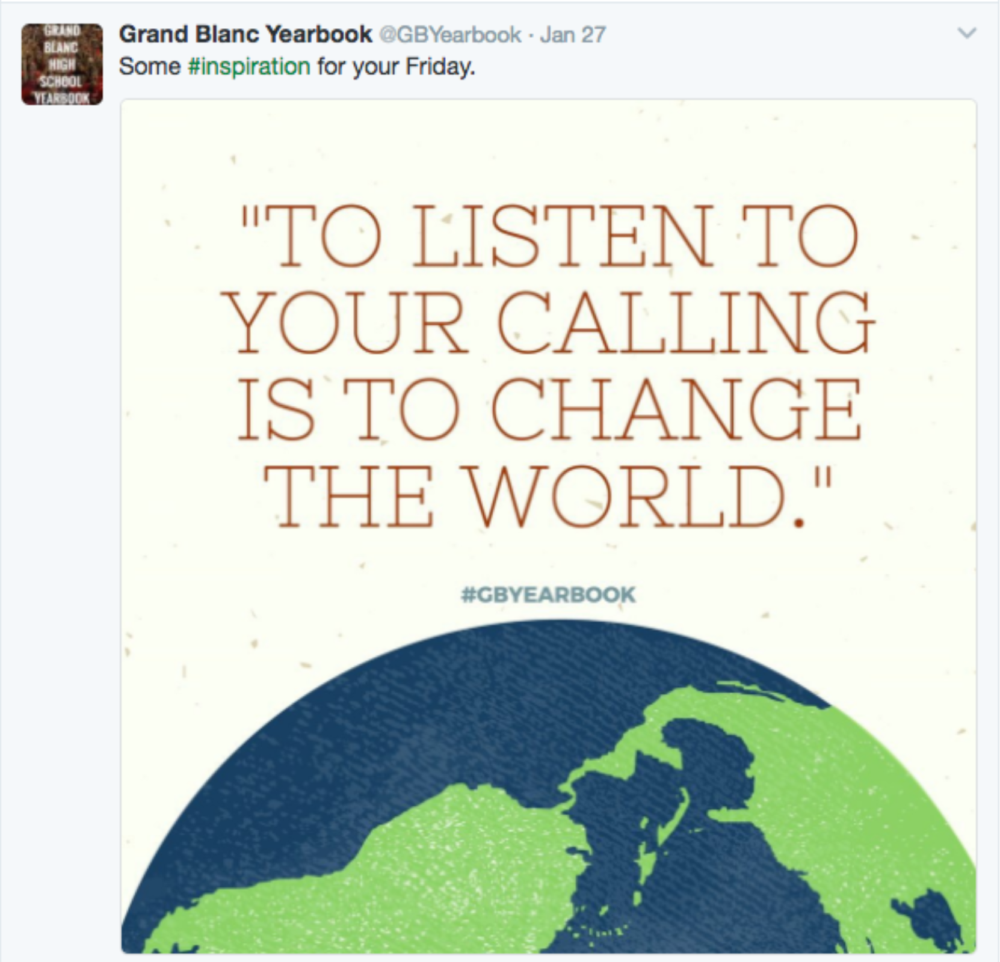 GRAND
BLANC
HIGH
SCHOOL
YEARBOOK
Grand Blanc Yearbook @GBYearbook · Jan 27
Some #inspiration for your Friday.
"TO LISTEN TO
YOUR CALLING
IS TO CHANGE
THE WORLD."
#GBYEARBOOK